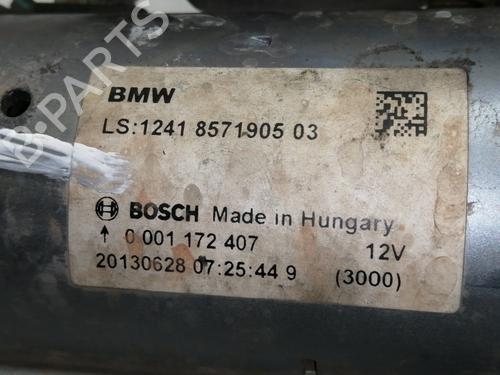 B-PARTS
BMW
LS:1241 8571905 03
BOSCH Made in Hungary
↑ 0 001 172 407 12V
20130628 07:25:44 9 (3000)